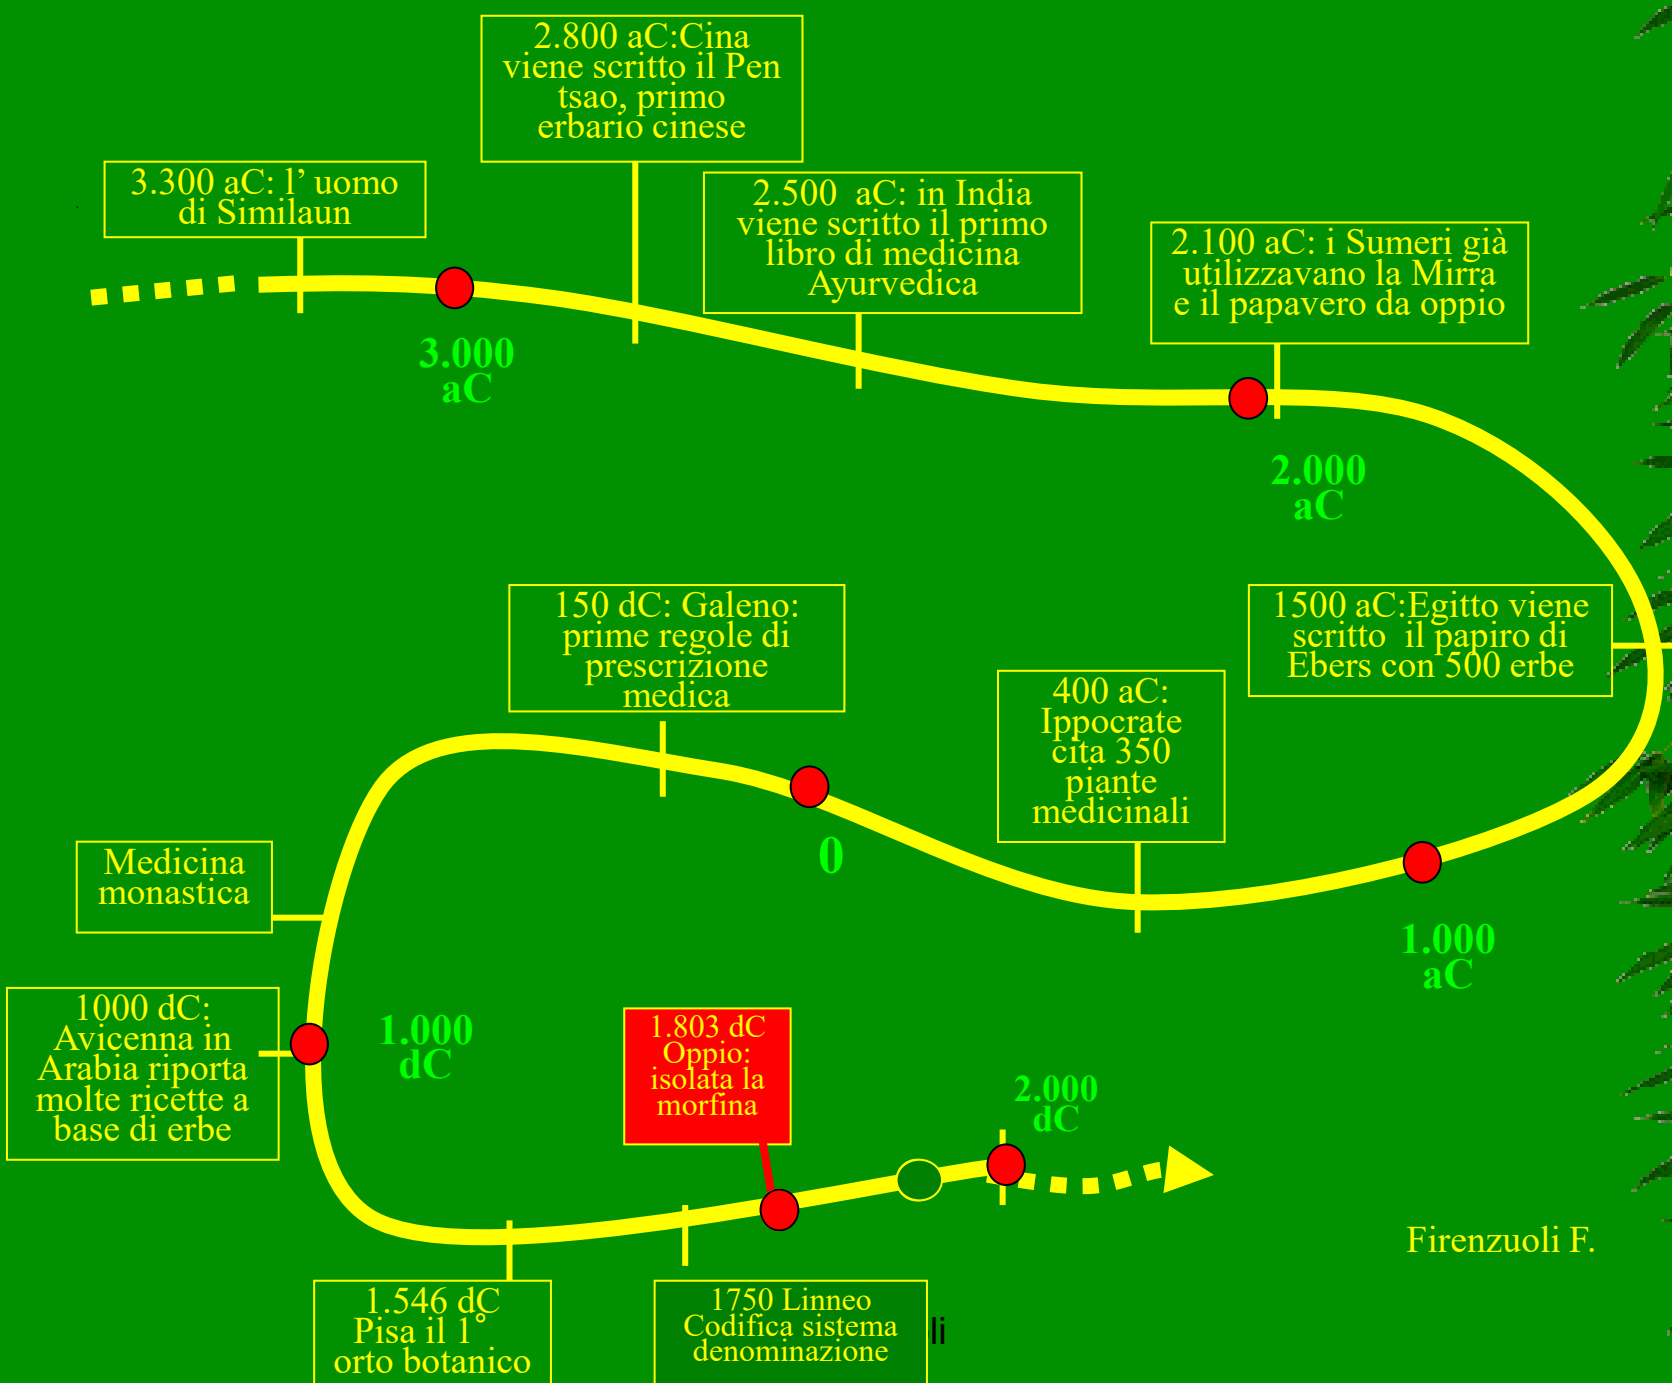 2.800 aC:Cina
viene scritto il Pen
tsao, primo
erbario cinese
3.300 aC: l’ uomo
di Similaun
2.500  aC: in India
viene scritto il primo
libro di medicina
Ayurvedica
2.100 aC: i Sumeri già
utilizzavano la Mirra
e il papavero da oppio
3.000
aC
2.000
aC
150 dC: Galeno:
prime regole di
prescrizione
medica
1500 aC:Egitto viene
scritto  il papiro di
Ebers con 500 erbe
400 aC:
Ippocrate
cita 350
piante
medicinali
0
Medicina
monastica
1.000
aC
1000 dC:
Avicenna in
Arabia riporta
molte ricette a
base di erbe
1.000
dC
1.803 dC
Oppio:
isolata la
morfina
2.000
dC
Firenzuoli F.
1.546 dC
Pisa il 1°
orto botanico
1750 Linneo
Codifica sistema
denominazione
li